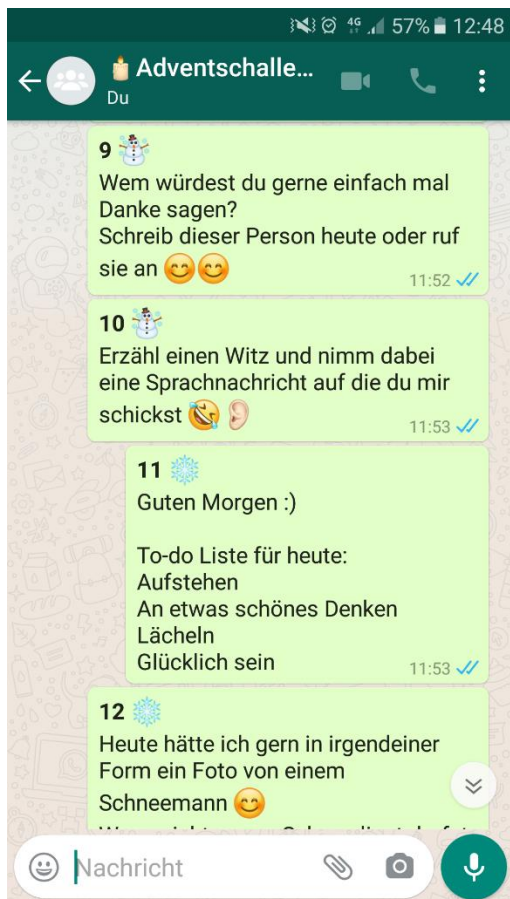 57% 12:48
4G
Adventschalle...
Du
9 ⛄
Wem würdest du gerne einfach mal
Danke sagen?
Schreib dieser Person heute oder ruf
sie an 😊😊
11:52
10 ⛄
Erzähl einen Witz und nimm dabei
eine Sprachnachricht auf die du mir
schickst 🤣👂
11:53
11 ❄️
Guten Morgen :)
To-do Liste für heute:
Aufstehen
An etwas schönes Denken
Lächeln
Glücklich sein
11:53
12 ❄️
Heute hätte ich gern in irgendeiner
Form ein Foto von einem
Schneemann 😊
Nachricht